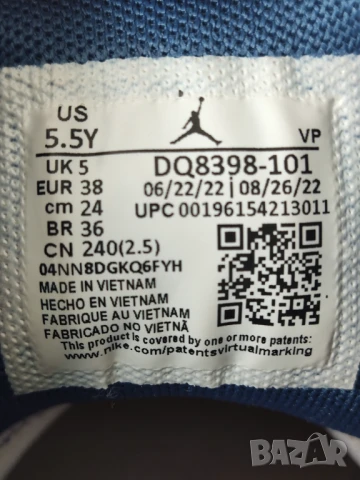 US
5.5Y
VP
UK 5
EUR 38
cm 24
BR 36
CN 240(2.5)
DQ8398-101
06/22/22 | 08/26/22
UPC 00196154213011
04NN8DGKQ6FYH
MADE IN VIETNAM
HECHO EN VIETNAM
FABRIQUE AU VIETNAM
FABRICADO NO VIETNÃ
This product is covered by one or more patents:
www.nike.com/patentsvirtualmarking
BAZAR
bg